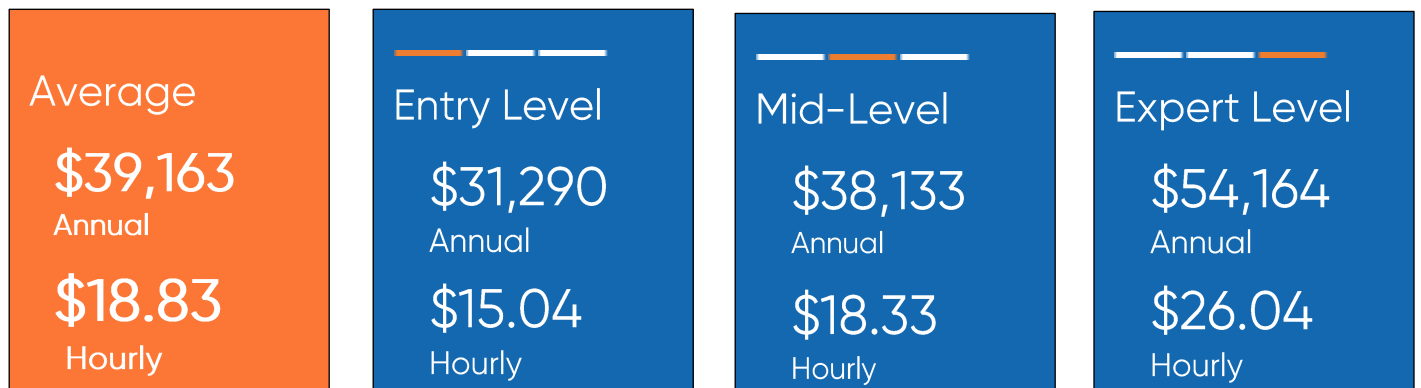 Average
$39,163
Annual
$18.83
Hourly
Entry Level
$31,290
Annual
$15.04
Hourly
Mid-Level
$38,133
Annual
$18.33
Hourly
Expert Level
$54,164
Annual
$26.04
Hourly